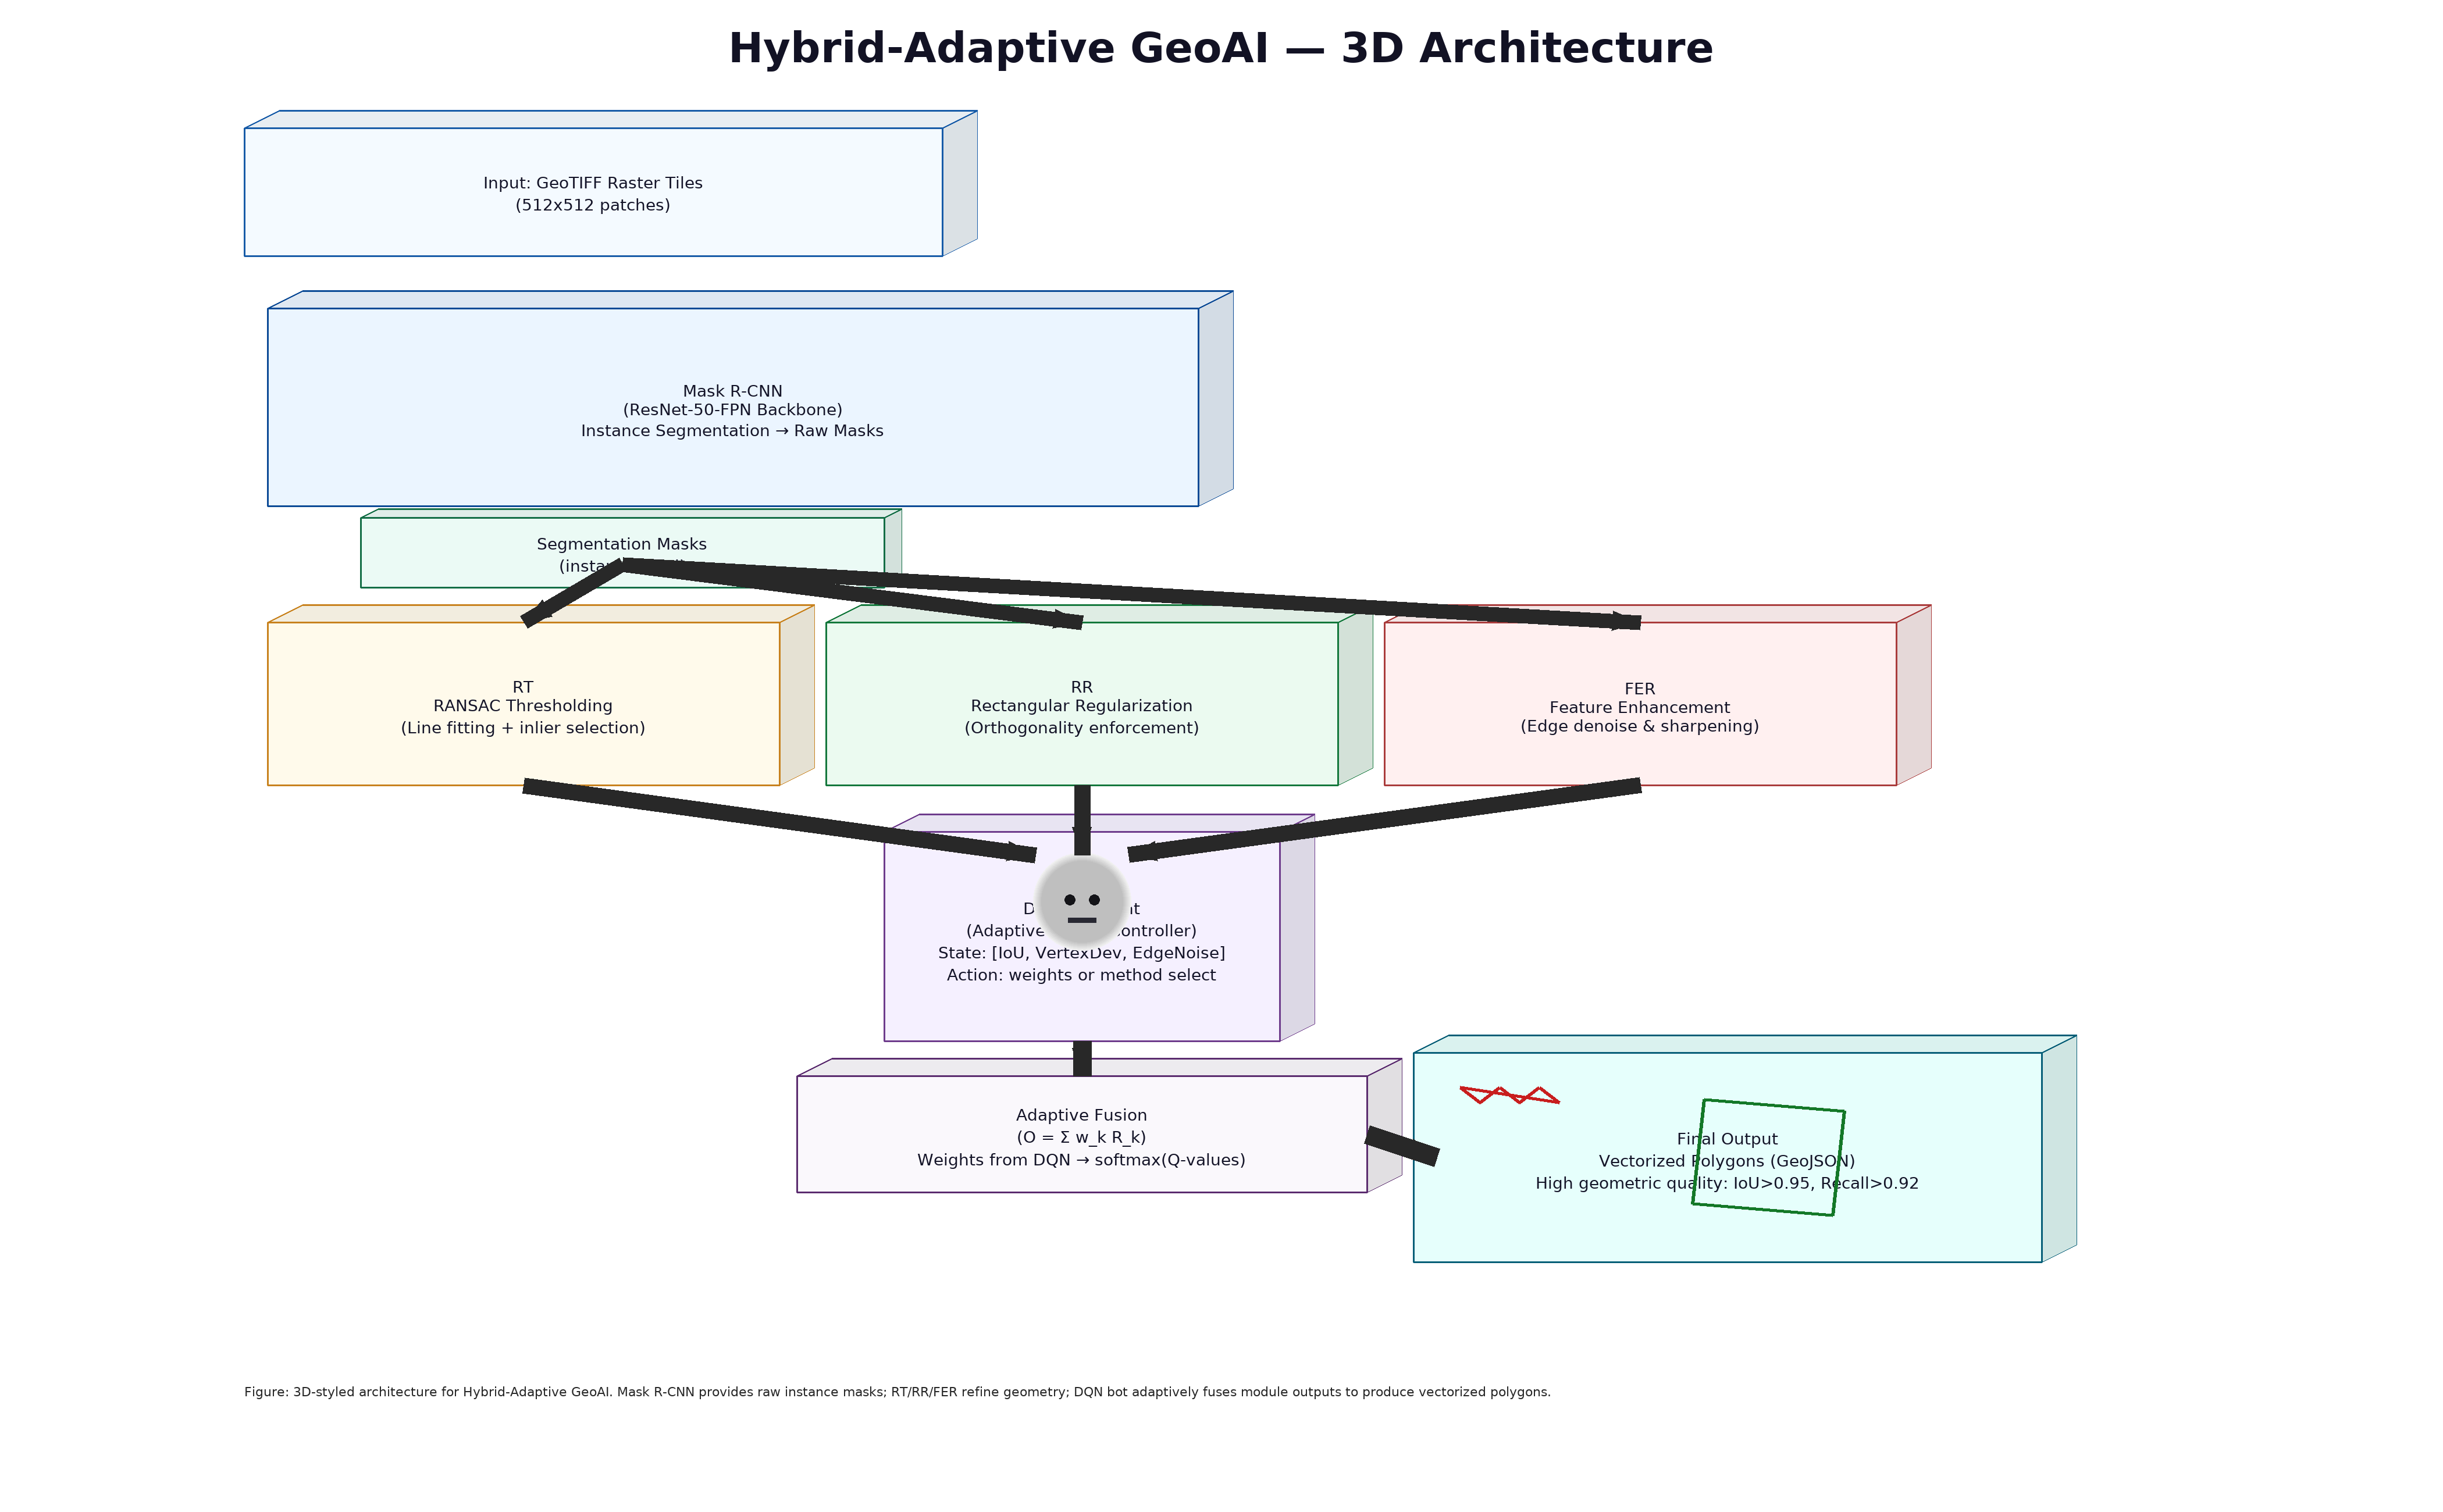 Hybrid-Adaptive GeoAI — 3D Architecture
Input: GeoTIFF Raster Tiles
(512x512 patches)
Mask R-CNN
(ResNet-50-FPN Backbone)
Instance Segmentation → Raw Masks
Segmentation Masks
RT
RANSAC Thresholding
(Line fitting + inlier selection)
RR
Rectangular Regularization
(Orthogonality enforcement)
FER
Feature Enhancement
(Edge denoise & sharpening)
(Adaptive
State: [IoU, VertexDev, EdgeNoise]
Action: weights or method select
Adaptive Fusion
(O = Σ w_k R_k)
Weights from DQN → softmax(Q-values)
Final Output
Vectorized Polygons (GeoJSON)
High geometric quality: IoU>0.95, Recall>0.92
Figure: 3D-styled architecture for Hybrid-Adaptive GeoAI. Mask R-CNN provides raw instance masks; RT/RR/FER refine geometry; DQN bot adaptively fuses module outputs to produce vectorized polygons.